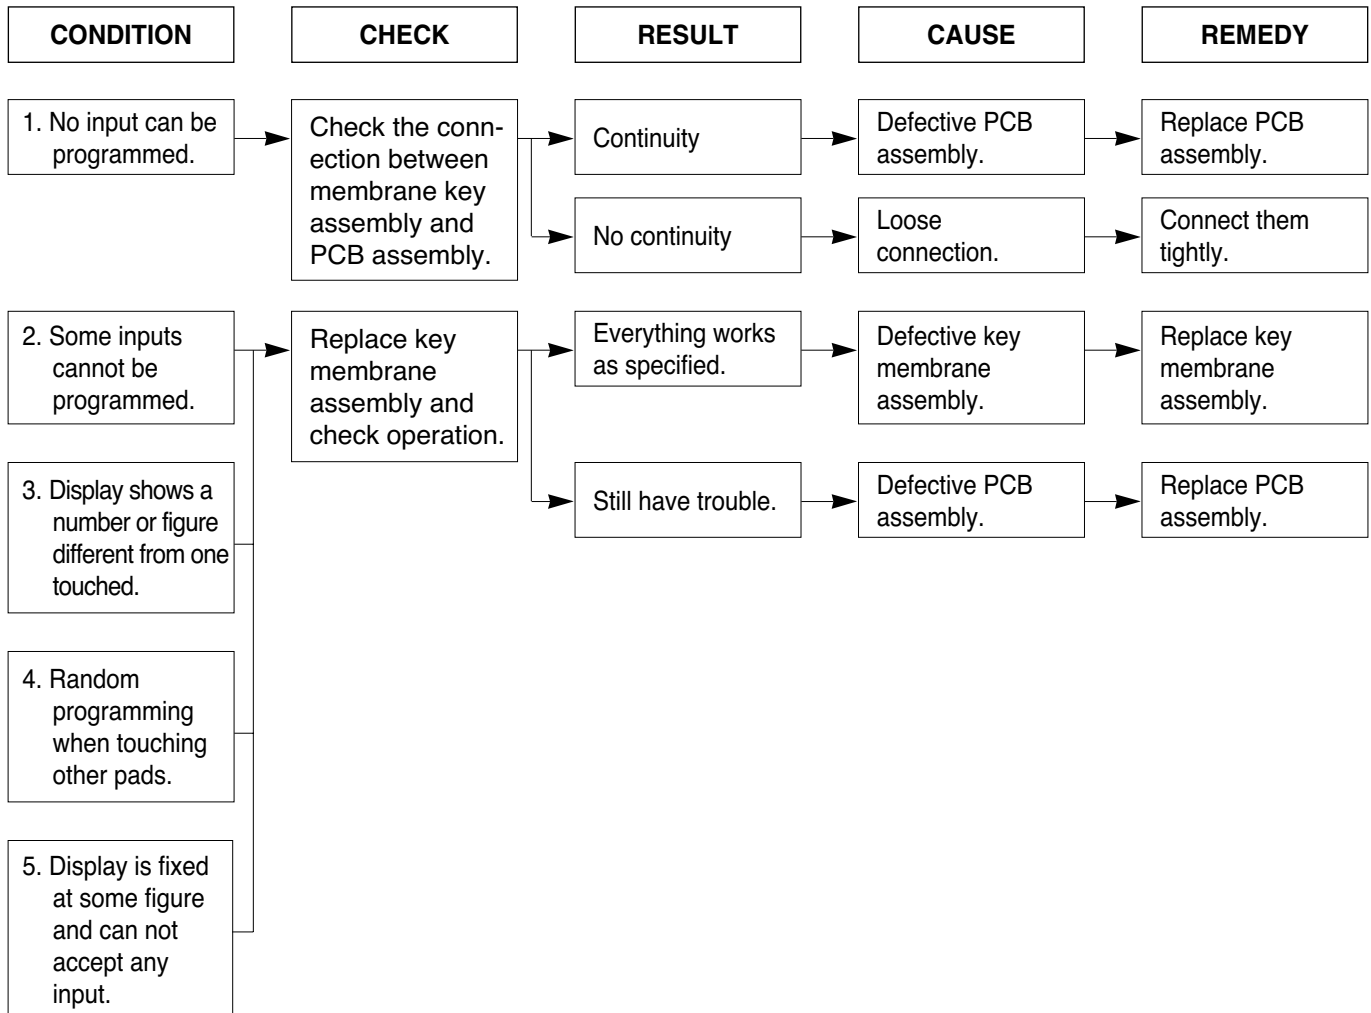 CONDITION
CHECK
RESULT
CAUSE
REMEDY
1. No input can be
programmed.
Check the conn-
ection between
membrane key
assembly and
PCB assembly.
Continuity
Defective PCB
assembly.
Replace PCB
assembly.
No continuity
Loose
connection.
Connect them
tightly.
2. Some inputs
cannot be
programmed.
Replace key
membrane
assembly and
check operation.
Everything works
as specified.
Defective key
membrane
assembly.
Replace key
membrane
assembly.
Still have trouble.
Defective PCB
assembly.
Replace PCB
assembly.
3. Display shows a
number or figure
different from one
touched.
4. Random
programming
when touching
other pads.
5. Display is fixed
at some figure
and can not
accept any
input.